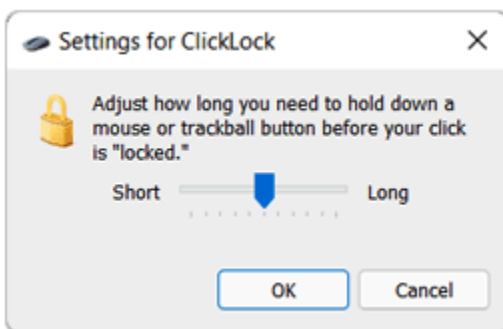 Settings for ClickLock
Adjust how long you need to hold down a
mouse or trackball button before your click
is "locked."
Short Long
OK Cancel